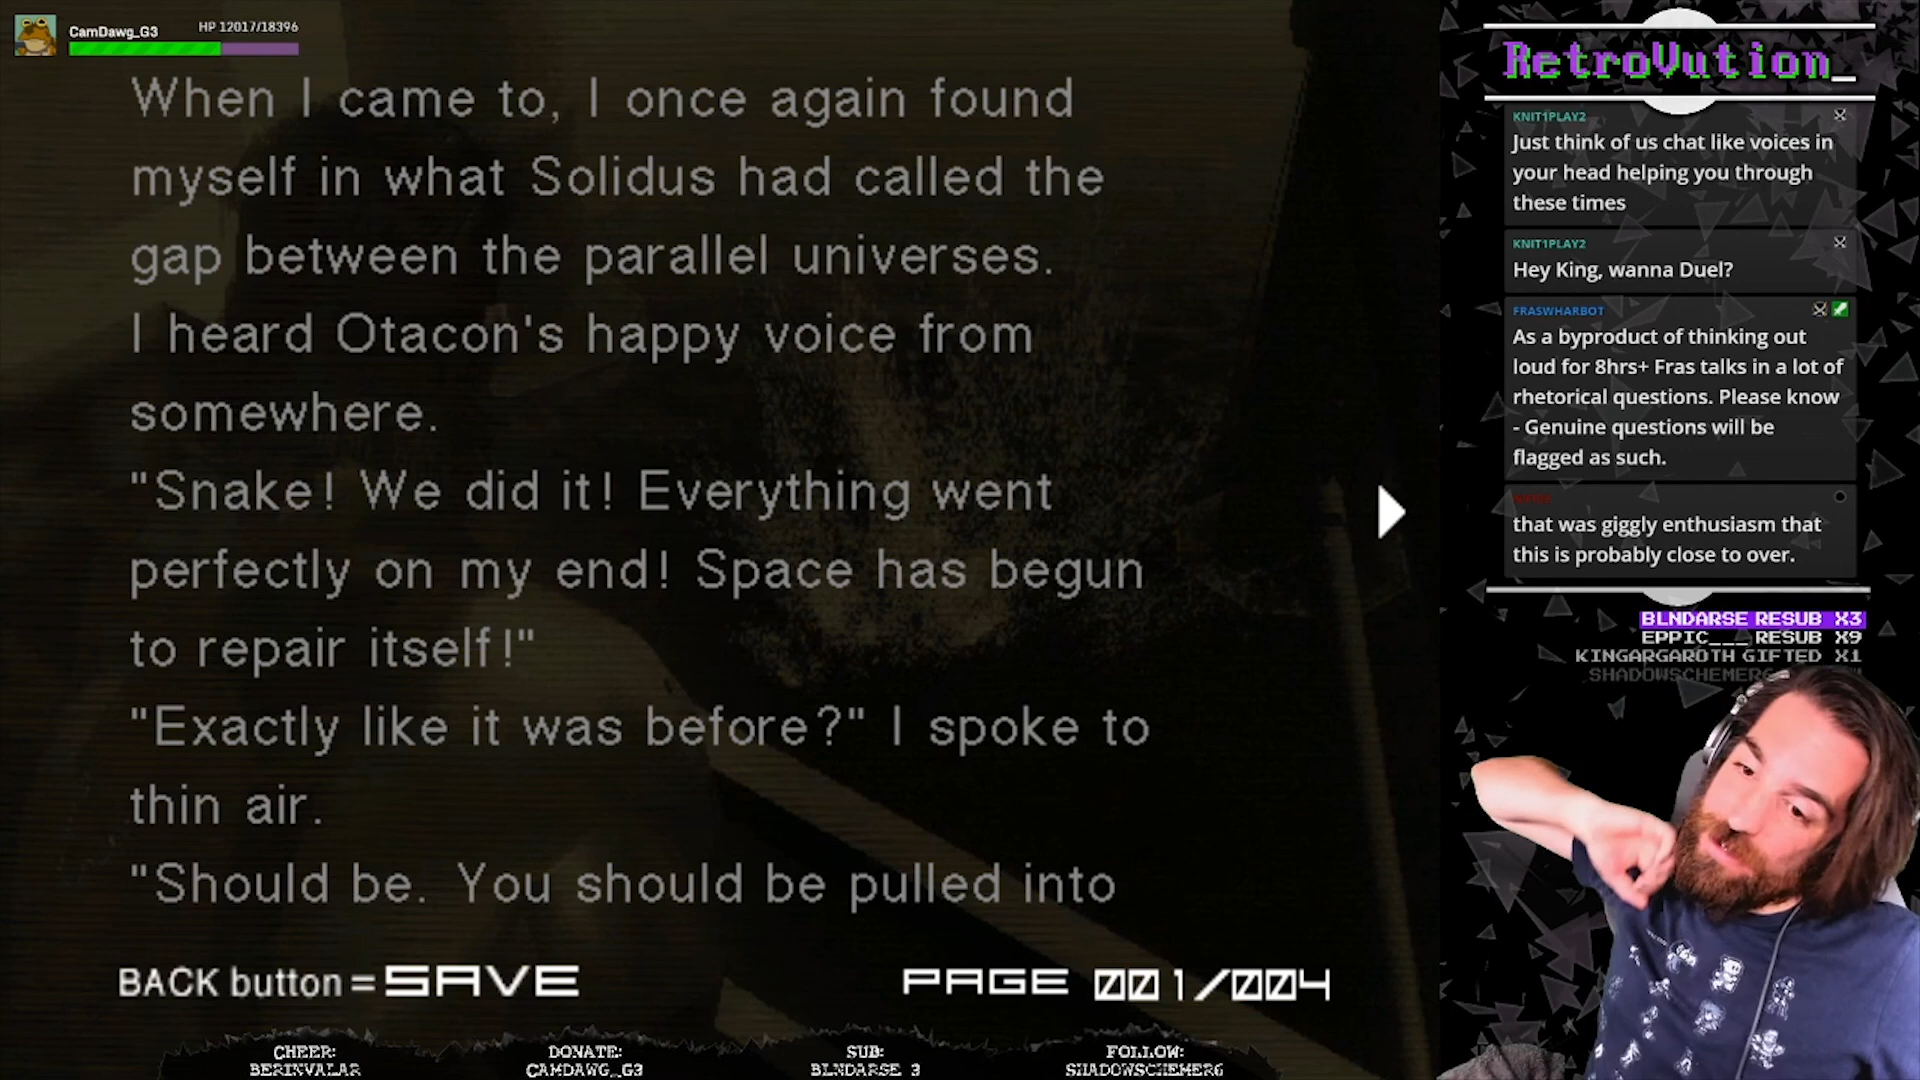 CamDawg_G3
HP 12017/18396
When I came to, I once again found
myself in what Solidus had called the
gap between the parallel universes.
I heard Otacon's happy voice from
somewhere.
"Snake! We did it! Everything went
perfectly on my end! Space has begun
to repair itself!"
"Exactly like it was before?" I spoke to
thin air.
"Should be. You should be pulled into
BACK button = SAVE
PAGE 001/004
CHEER:
BERINVALAR
DONATE:
CAMDAWG_G3
SUB:
BLNDARSE 3
FOLLOW:
SHADOWSCHEMER6
RetroVution_
KNIT1PLAY2
Just think of us chat like voices in
your head helping you through
these times
KNIT1PLAY2
Hey King, wanna Duel?
FRASWHARBOT
As a byproduct of thinking out
loud for 8hrs+ Fras talks in a lot of
rhetorical questions. Please know
- Genuine questions will be
flagged as such.
that was giggly enthusiasm that
this is probably close to over.
BLNDARSE RESUB X3
EPPIC___ RESUB X9
KINGARGAROTH GIFTED X1
SHADOWSCHEMER6